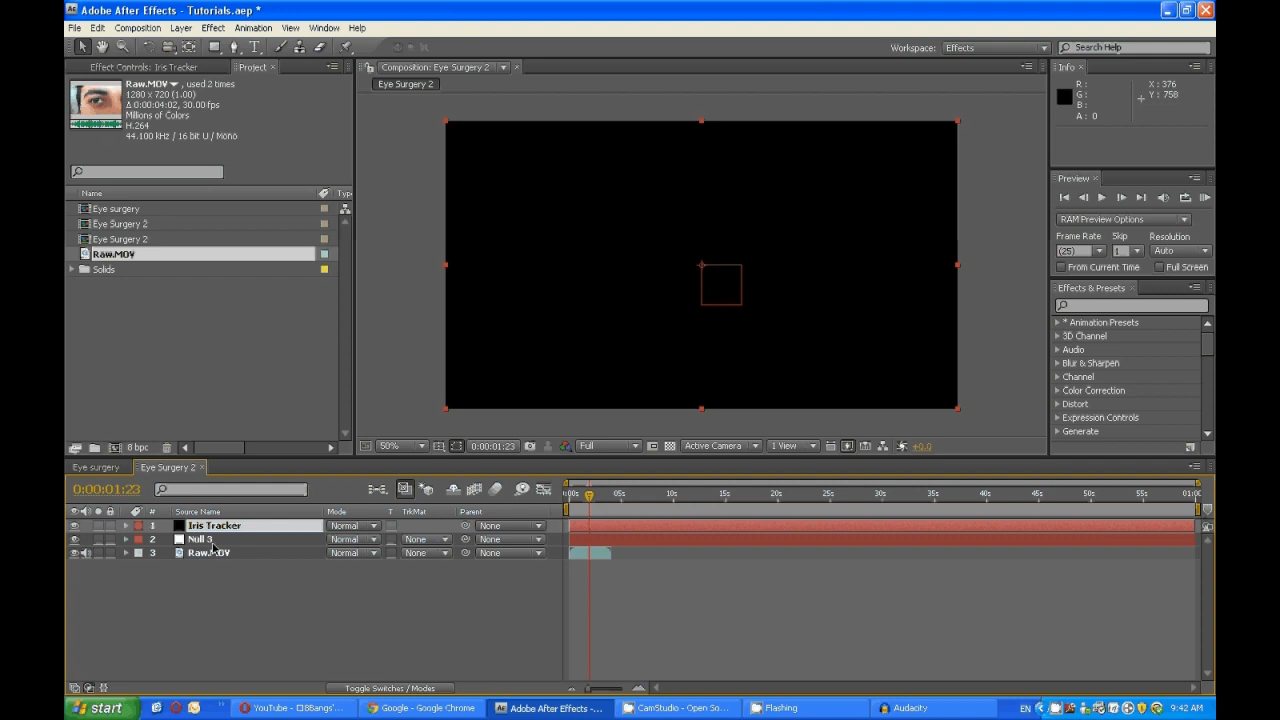 Adobe After Effects - Tutorials.aep *
File Edit Composition Layer Effect Animation View Window Help
Workspace: Effects Search Help
Effect Controls: Iris Tracker Project × Composition: Eye Surgery 2 × Info ×
Eye Surgery 2
Raw.MOV , used 2 times
1280 x 720 (1.00)
Δ 0:00:04:02, 30.00fps
Millions of Colors
H.264
44.100 kHz / 16 bit U / Mono
R :
G :
B :
A : 0
X : 376
Y : 758
Name Type
Eye surgery
Eye Surgery 2
Eye Surgery 2
Raw.MOV
Solids
Preview ×
RAM Preview Options
Frame Rate Skip Resolution
(25) 1 Auto
From Current Time Full Screen
Effects & Presets ×
* Animation Presets
3D Channel
Audio
Blur & Sharpen
Channel
Color Correction
Distort
Expression Controls
Generate
8 bpc
50% 0:00:01:23 Full Active Camera 1 View +0.0
Eye surgery Eye Surgery 2 ×
0:00:01:23
:00s 05s 10s 15s 20s 25s 30s 35s 40s 45s 50s 55s 01:00
# Source Name Mode T TrkMat Parent
1 Iris Tracker Normal None
2 Null 3 Normal None None
3 Raw.MOV Normal None None
Toggle Switches / Modes
start YouTube - □8Bangs'... Google - Google Chrome Adobe After Effects -... CamStudio - Open So... Flashing Audacity EN 9:42 AM